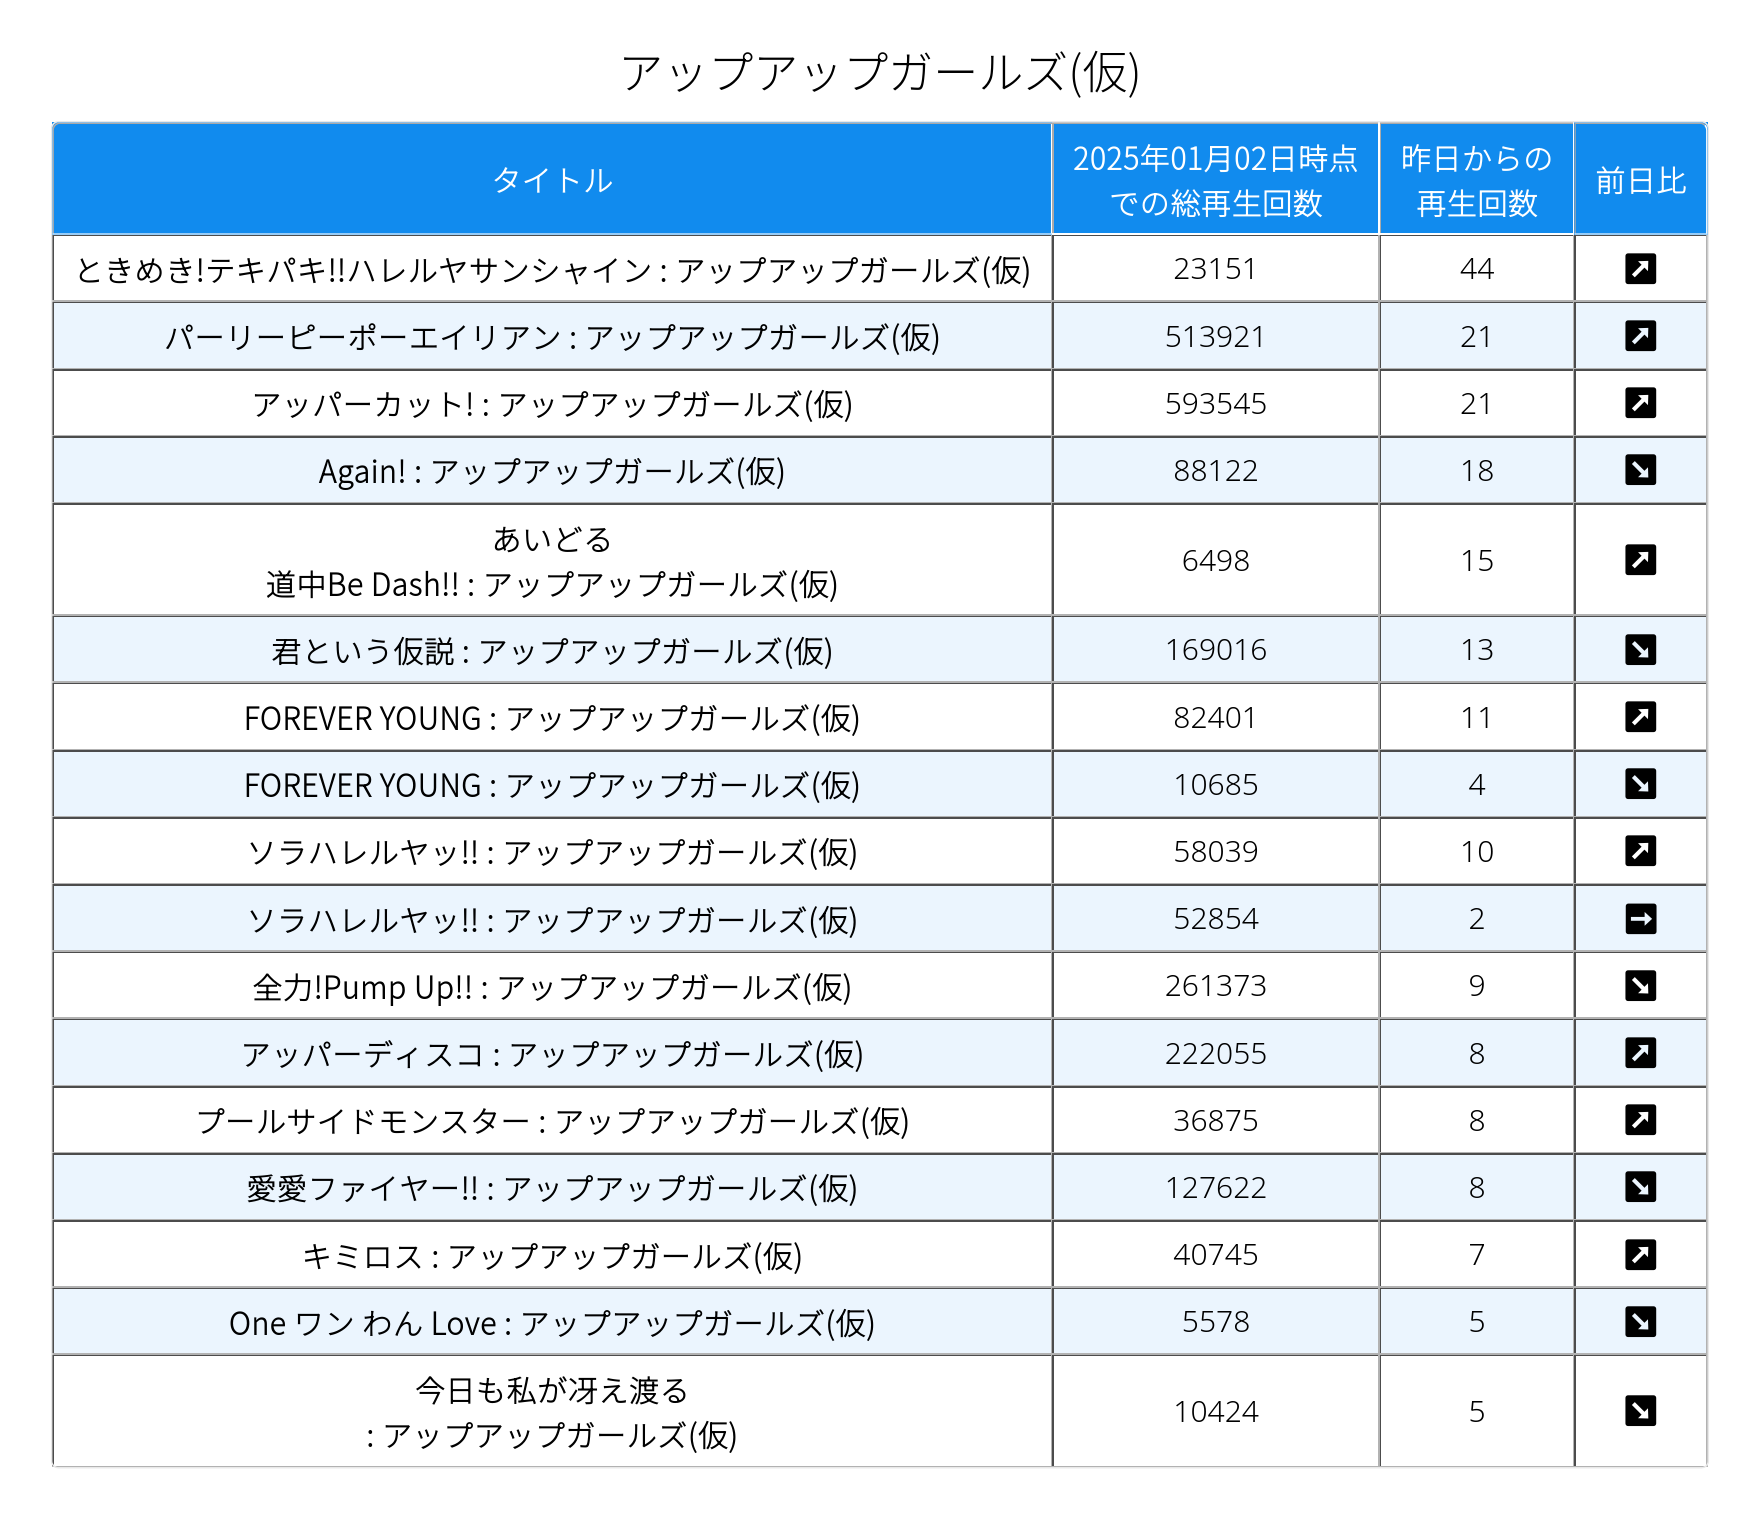 アップアップガールズ(仮)
タイトル
2025年01月02日時点
での総再生回数
昨日からの
再生回数
前日比
ときめき!テキパキ!!ハレルヤサンシャイン : アップアップガールズ(仮) 23151 44
パーリーピーポーエイリアン : アップアップガールズ(仮) 513921 21
アッパーカット! : アップアップガールズ(仮) 593545 21
Again! : アップアップガールズ(仮) 88122 18
あいどる
道中Be Dash!! : アップアップガールズ(仮) 6498 15
君という仮説 : アップアップガールズ(仮) 169016 13
FOREVER YOUNG : アップアップガールズ(仮) 82401 11
FOREVER YOUNG : アップアップガールズ(仮) 10685 4
ソラハレルヤッ!! : アップアップガールズ(仮) 58039 10
ソラハレルヤッ!! : アップアップガールズ(仮) 52854 2
全力!Pump Up!! : アップアップガールズ(仮) 261373 9
アッパーディスコ : アップアップガールズ(仮) 222055 8
プールサイドモンスター : アップアップガールズ(仮) 36875 8
愛愛ファイヤー!! : アップアップガールズ(仮) 127622 8
キミロス : アップアップガールズ(仮) 40745 7
One ワン わん Love : アップアップガールズ(仮) 5578 5
今日も私が冴え渡る
: アップアップガールズ(仮) 10424 5